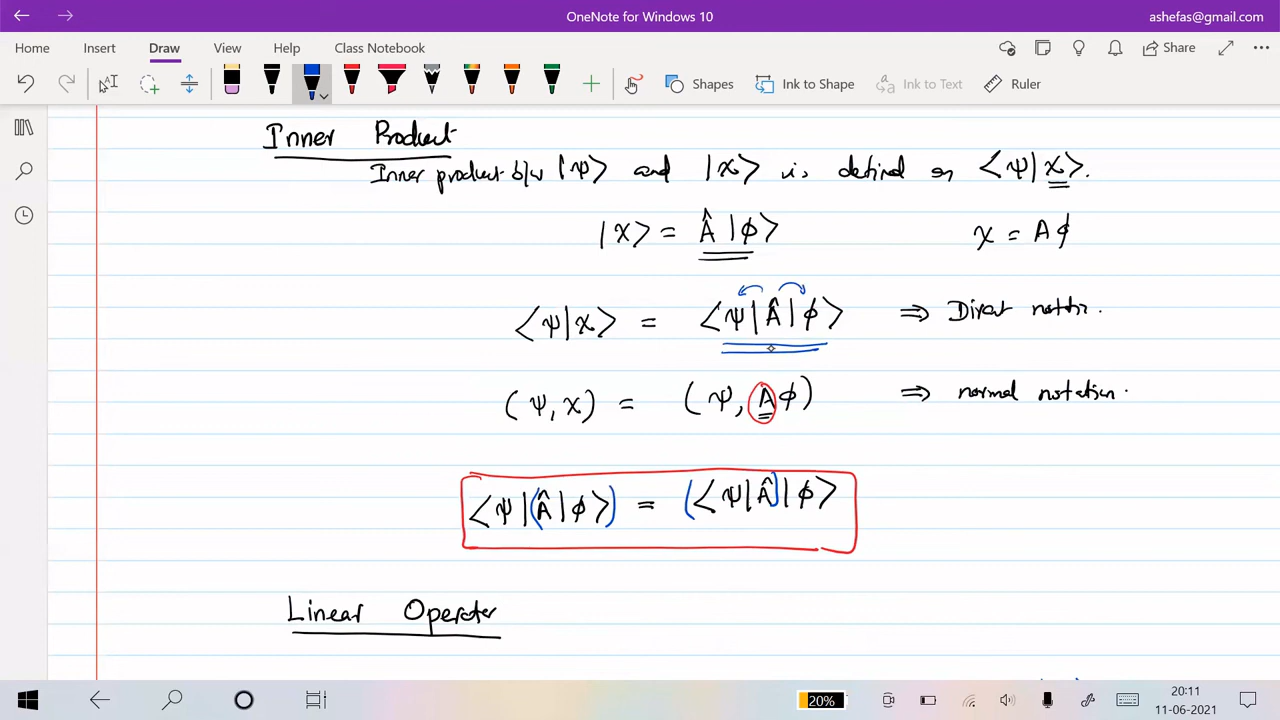 OneNote for Windows 10
ashefas@gmail.com
Home Insert Draw View Help Class Notebook Share
Shapes Ink to Shape Ink to Text Ruler
Inner Product
Inner product b/w |ψ⟩ and |χ⟩ is defined as ⟨ψ|χ⟩.
|χ⟩ = Â|ϕ⟩ χ = Aϕ
⟨ψ|χ⟩ = ⟨ψ|Â|ϕ⟩ ⇒ Dirac notation.
(ψ, χ) = (ψ, Aϕ) ⇒ normal notation.
⟨ψ|(Â|ϕ⟩) = (⟨ψ|Â)|ϕ⟩
Linear Operator
20%
20:11
11-06-2021